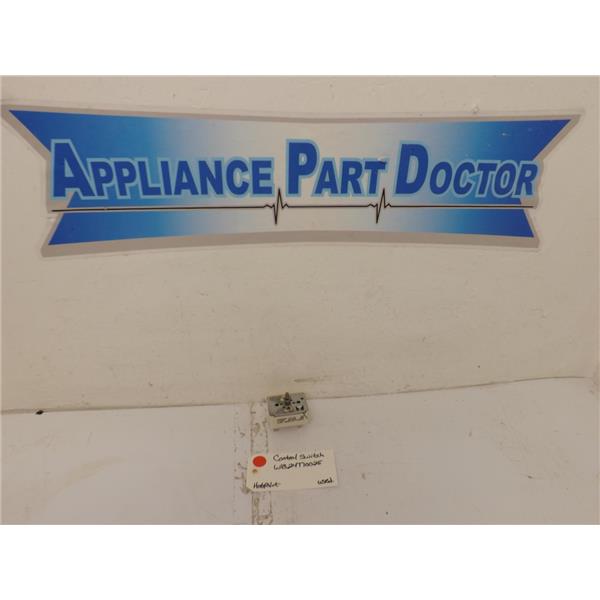 APPLIANCE PART DOCTOR
Control Switch
WB24T10025
Hotpoint
used